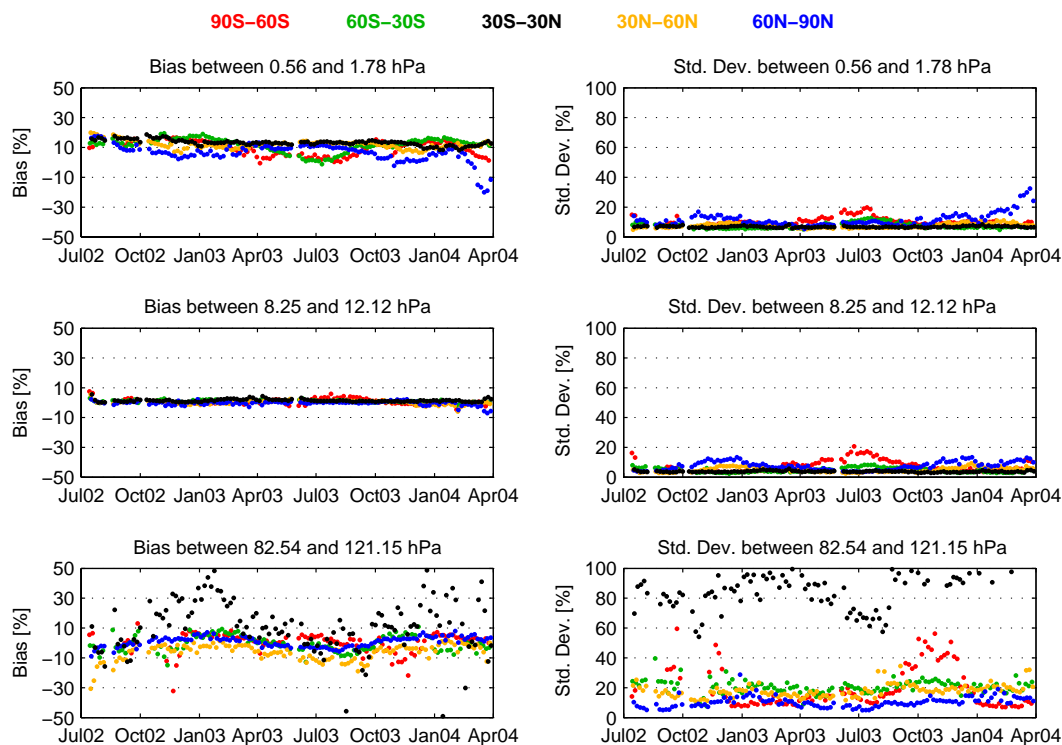 90S−60S 60S−30S 30S−30N 30N−60N 60N−90N
Bias between 0.56 and 1.78 hPa
Bias [%]
50
30
10
−10
−30
−50
Jul02 Oct02 Jan03 Apr03 Jul03 Oct03 Jan04 Apr04
Std. Dev. between 0.56 and 1.78 hPa
Std. Dev. [%]
100
80
60
40
20
0
Jul02 Oct02 Jan03 Apr03 Jul03 Oct03 Jan04 Apr04
Bias between 8.25 and 12.12 hPa
Bias [%]
50
30
10
−10
−30
−50
Jul02 Oct02 Jan03 Apr03 Jul03 Oct03 Jan04 Apr04
Std. Dev. between 8.25 and 12.12 hPa
Std. Dev. [%]
100
80
60
40
20
0
Jul02 Oct02 Jan03 Apr03 Jul03 Oct03 Jan04 Apr04
Bias between 82.54 and 121.15 hPa
Bias [%]
50
30
10
−10
−30
−50
Jul02 Oct02 Jan03 Apr03 Jul03 Oct03 Jan04 Apr04
Std. Dev. between 82.54 and 121.15 hPa
Std. Dev. [%]
100
80
60
40
20
0
Jul02 Oct02 Jan03 Apr03 Jul03 Oct03 Jan04 Apr04